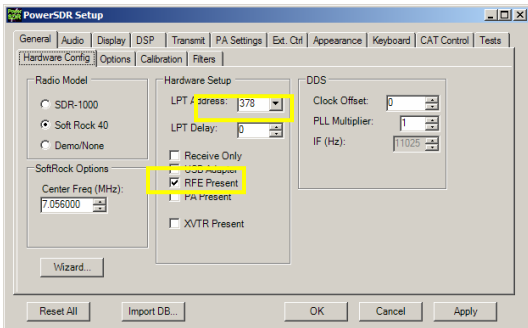 PowerSDR Setup
General Audio Display DSP Transmit PA Settings Ext. Ctrl Appearance Keyboard CAT Control Tests
Hardware Config Options Calibration Filters
Radio Model
SDR-1000
Soft Rock 40
Demo/None
SoftRock Options
Center Freq (MHz):
7.056000
Wizard...
Hardware Setup
LPT Address: 378
LPT Delay: 0
Receive Only
USB Adapter
RFE Present
PA Present
XVTR Present
DDS
Clock Offset: 0
PLL Multiplier: 1
IF (Hz): 11025
Reset All Import DB... OK Cancel Apply